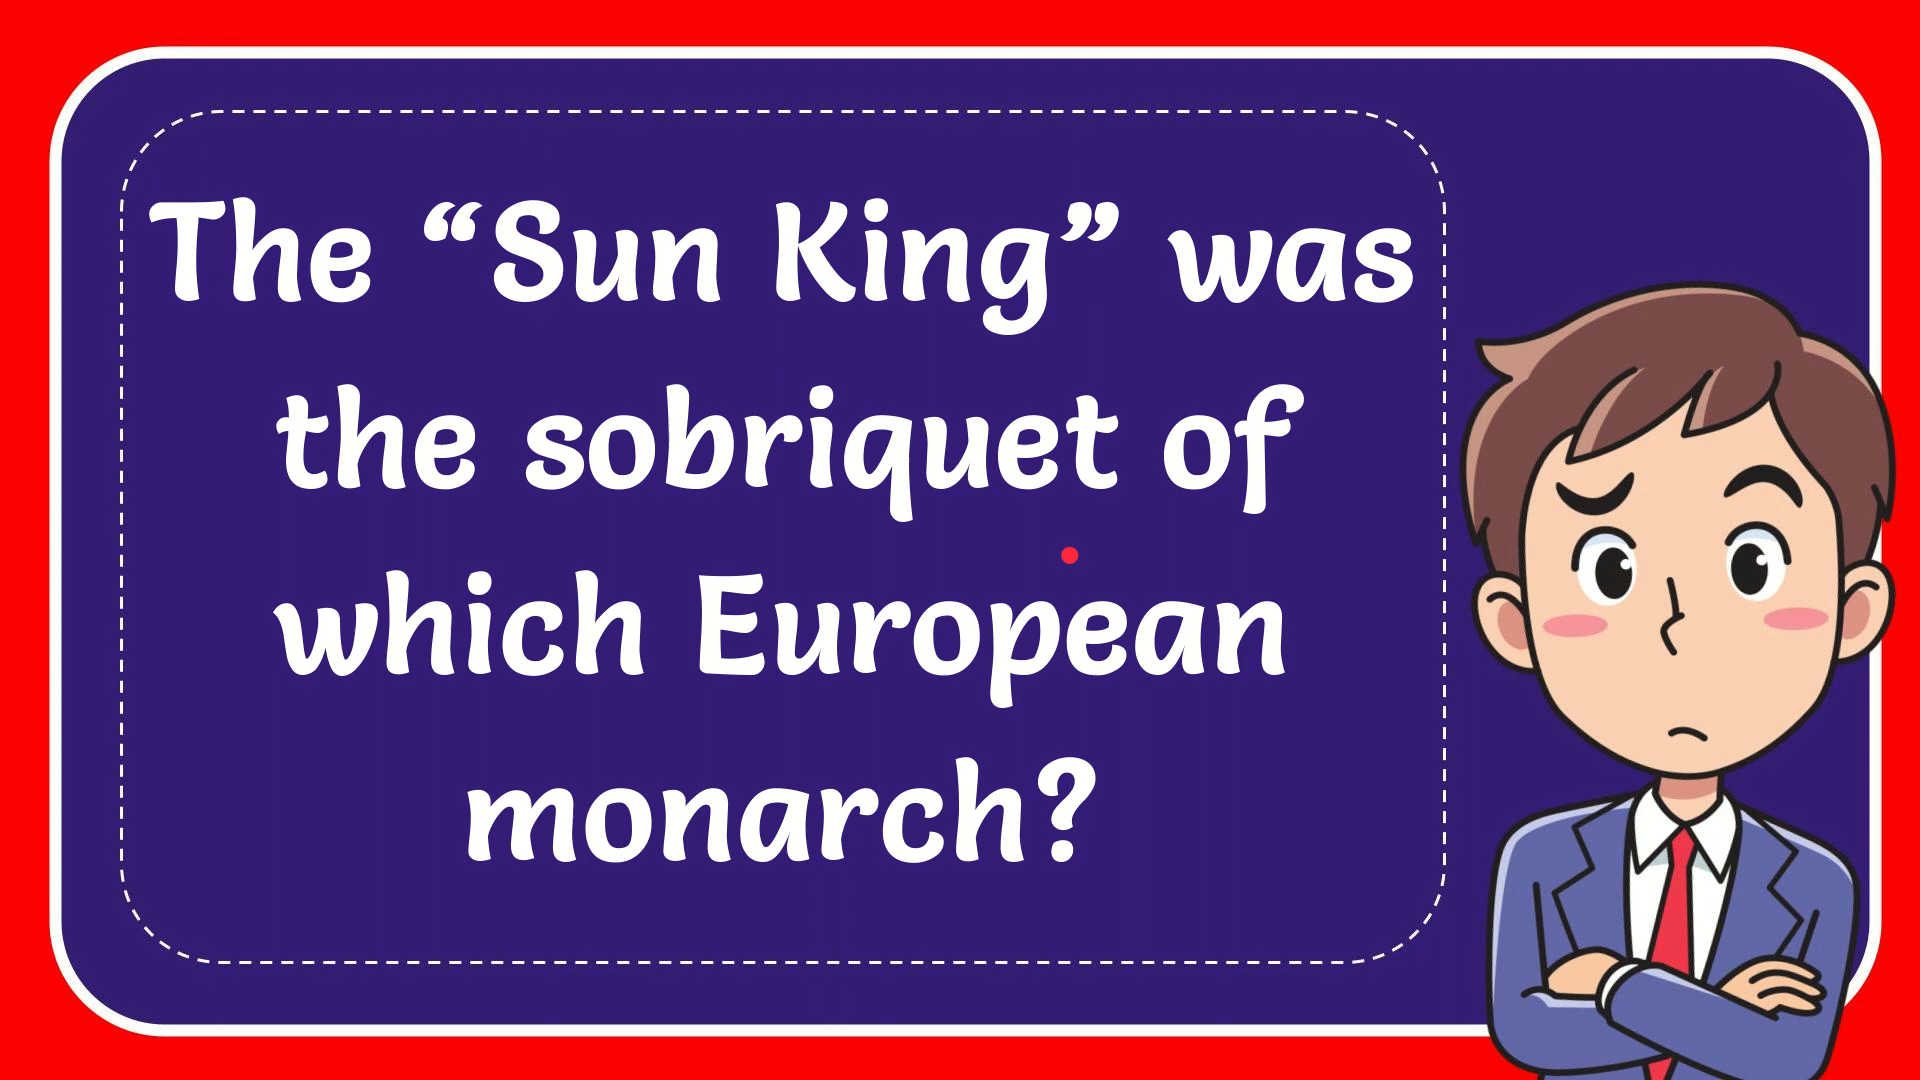 The “Sun King” was
the sobriquet of
which European
monarch?